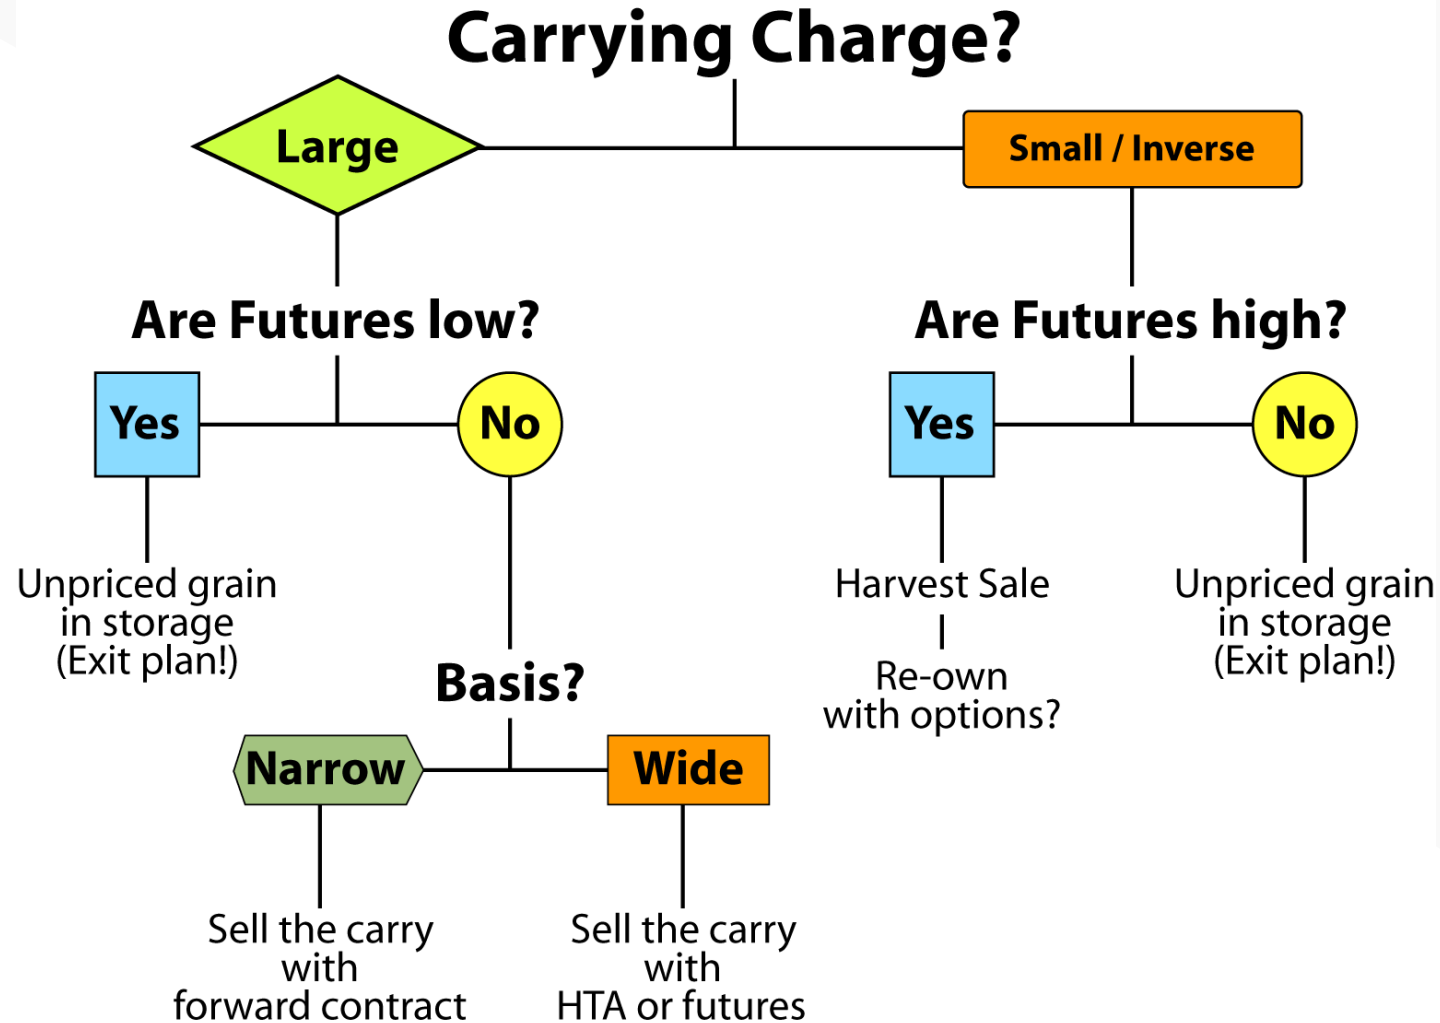 Carrying Charge?
Large
Small / Inverse
Are Futures low?
Are Futures high?
Yes
No
Yes
No
Unpriced grain
in storage
(Exit plan!)
Harvest Sale
Re-own
with options?
Unpriced grain
in storage
(Exit plan!)
Basis?
Narrow
Wide
Sell the carry
with
forward contract
Sell the carry
with
HTA or futures